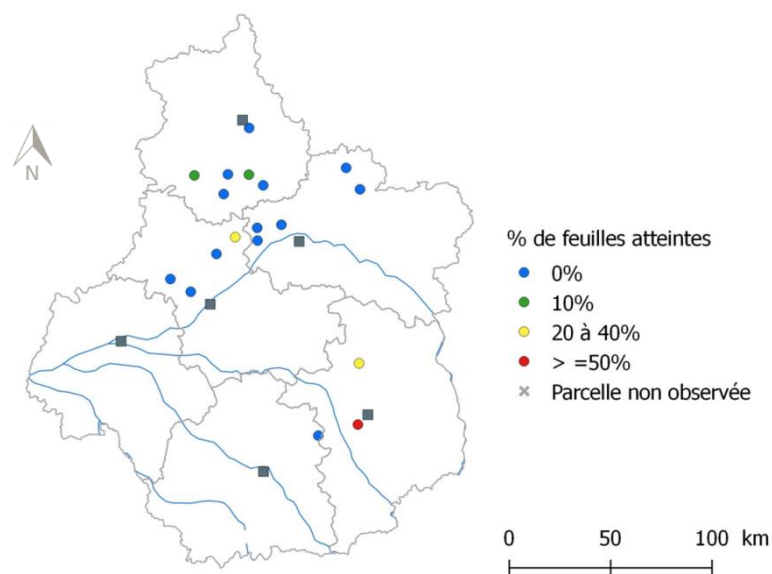 N
% de feuilles atteintes
0%
10%
20 à 40%
> =50%
Parcelle non observée
0 50 100 km